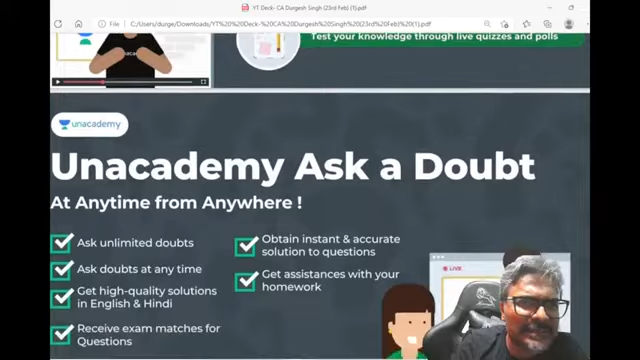 YT Deck- CA Durgesh Singh (23rd Feb) (1).pdf
File
C:/Users/durge/Downloads/YT%20%20Deck-%20CA%20Durgesh%20Singh%20(23rd%20Feb)%20(1).pdf
Test your knowledge through live quizzes and polls
unacademy
Unacademy Ask a Doubt
At Anytime from Anywhere !
Ask unlimited doubts
Ask doubts at any time
Get high-quality solutions
in English & Hindi
Receive exam matches for
Questions
Obtain instant & accurate
solution to questions
Get assistances with your
homework
LIVE